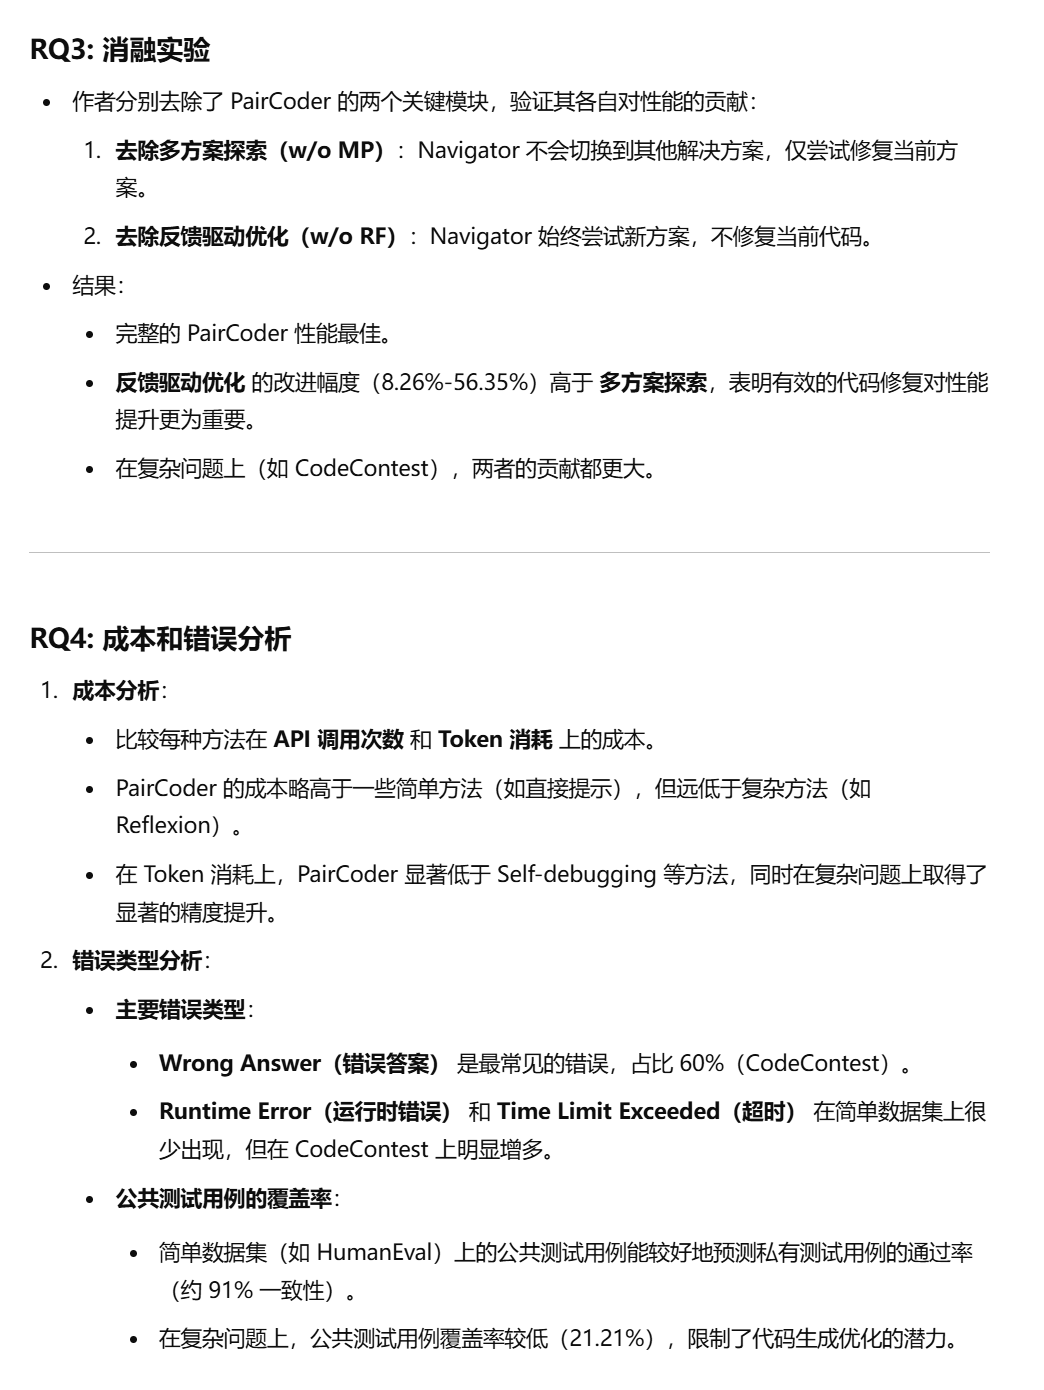 RQ3: 消融实验
• 作者分别去除了 PairCoder 的两个关键模块，验证其各自对性能的贡献：
1. 去除多方案探索（w/o MP）：Navigator 不会切换到其他解决方案，仅尝试修复当前方
案。
2. 去除反馈驱动优化（w/o RF）：Navigator 始终尝试新方案，不修复当前代码。
• 结果：
• 完整的 PairCoder 性能最佳。
• 反馈驱动优化 的改进幅度（8.26%-56.35%）高于 多方案探索，表明有效的代码修复对性能
提升更为重要。
• 在复杂问题上（如 CodeContest），两者的贡献都更大。
RQ4: 成本和错误分析
1. 成本分析：
• 比较每种方法在 API 调用次数 和 Token 消耗 上的成本。
• PairCoder 的成本略高于一些简单方法（如直接提示），但远低于复杂方法（如
Reflexion）。
• 在 Token 消耗上，PairCoder 显著低于 Self-debugging 等方法，同时在复杂问题上取得了
显著的精度提升。
2. 错误类型分析：
• 主要错误类型：
• Wrong Answer（错误答案） 是最常见的错误，占比 60%（CodeContest）。
• Runtime Error（运行时错误） 和 Time Limit Exceeded（超时） 在简单数据集上很
少出现，但在 CodeContest 上明显增多。
• 公共测试用例的覆盖率：
• 简单数据集（如 HumanEval）上的公共测试用例能较好地预测私有测试用例的通过率
（约 91% 一致性）。
• 在复杂问题上，公共测试用例覆盖率较低（21.21%），限制了代码生成优化的潜力。